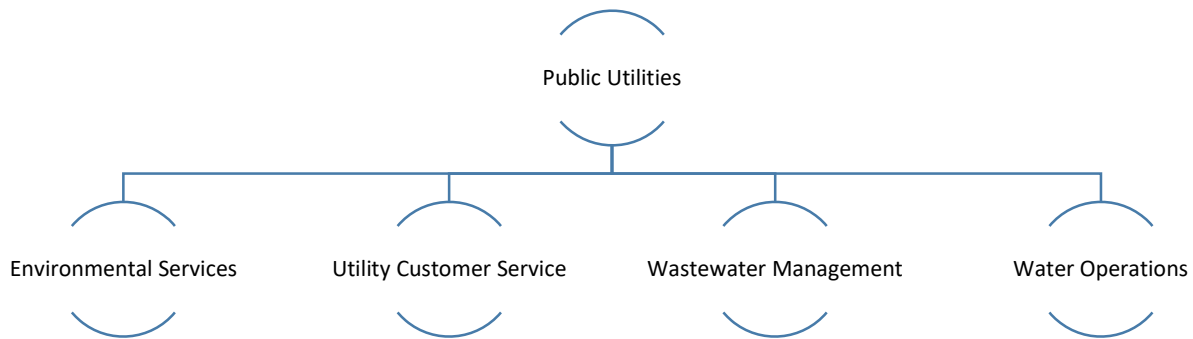 Public Utilities
Environmental Services
Utility Customer Service
Wastewater Management
Water Operations